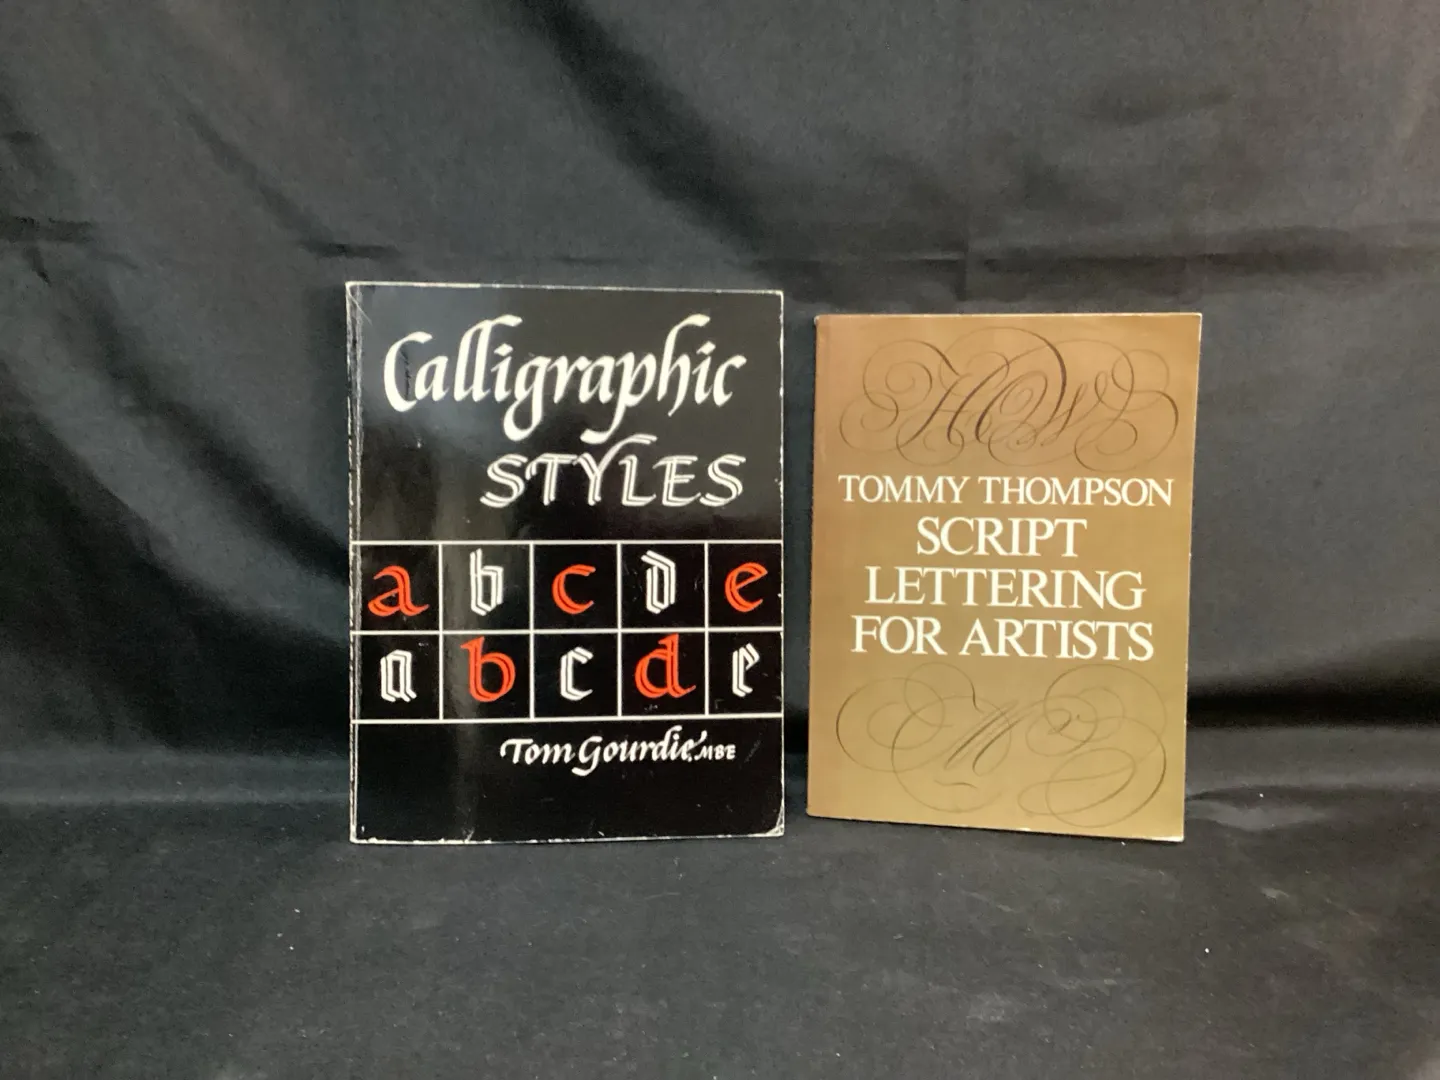 Calligraphic
STYLES
a b c d e
a b c d e
Tom Gourdie, MBE
TOMMY THOMPSON
SCRIPT
LETTERING
FOR ARTISTS